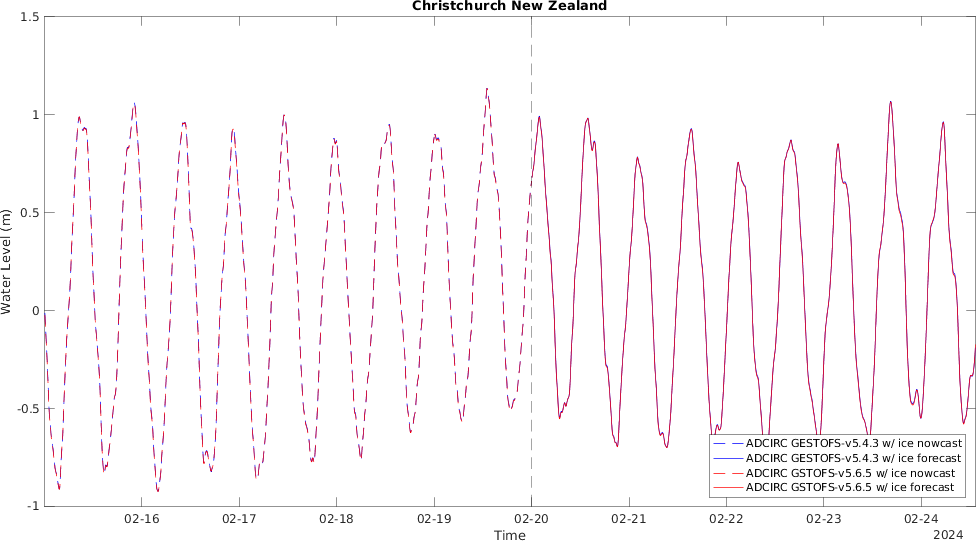 Christchurch New Zealand
1.5
1
0.5
0
-0.5
-1
Water Level (m)
02-16 02-17 02-18 02-19 02-20 02-21 02-22 02-23 02-24
Time
2024
ADCIRC GESTOFS-v5.4.3 w/ ice nowcast
ADCIRC GESTOFS-v5.4.3 w/ ice forecast
ADCIRC GSTOFS-v5.6.5 w/ ice nowcast
ADCIRC GSTOFS-v5.6.5 w/ ice forecast